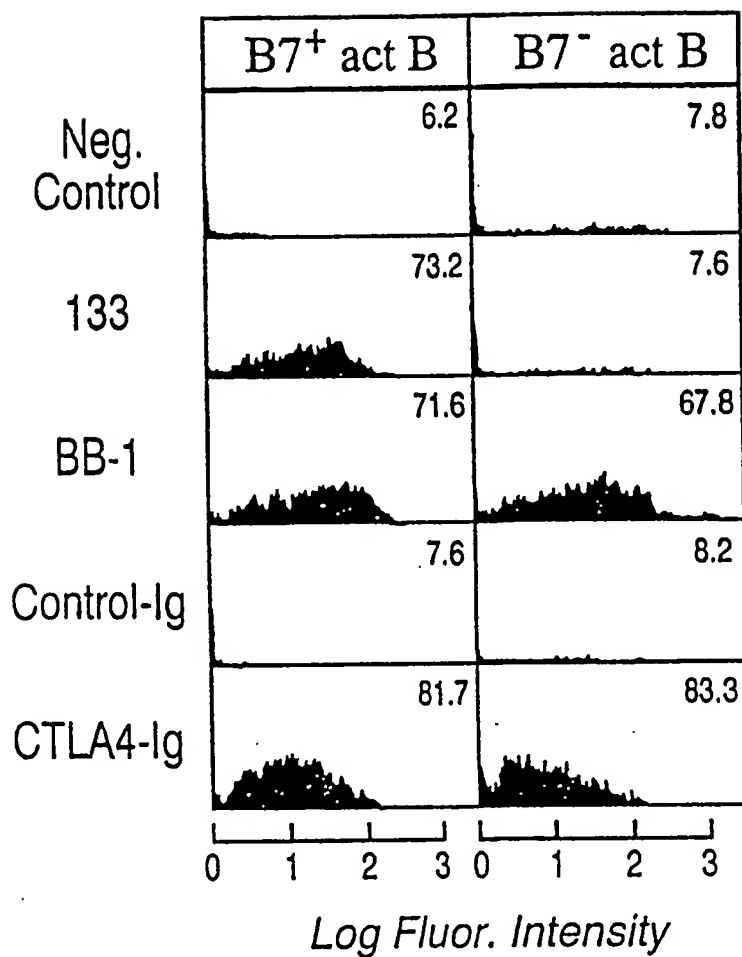 B7+ act B B7- act B
Neg. Control 6.2 7.8
133 73.2 7.6
BB-1 71.6 67.8
Control-Ig 7.6 8.2
CTLA4-Ig 81.7 83.3
0 1 2 3 0 1 2 3
Log Fluor. Intensity